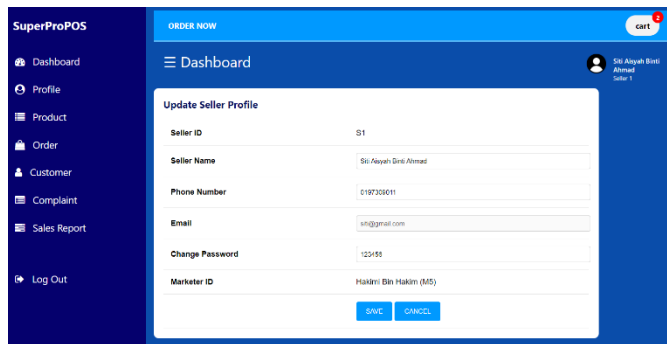 SuperProPOS
ORDER NOW
cart
2
Dashboard
Profile
Product
Order
Customer
Complaint
Sales Report
Log Out
☰ Dashboard
Siti Aisyah Binti
Ahmad
Seller 1
Update Seller Profile
Seller ID S1
Seller Name Siti Aisyah Binti Ahmad
Phone Number 0197309011
Email siti@gmail.com
Change Password 123456
Marketer ID Hakimi Bin Hakim (M5)
SAVE CANCEL